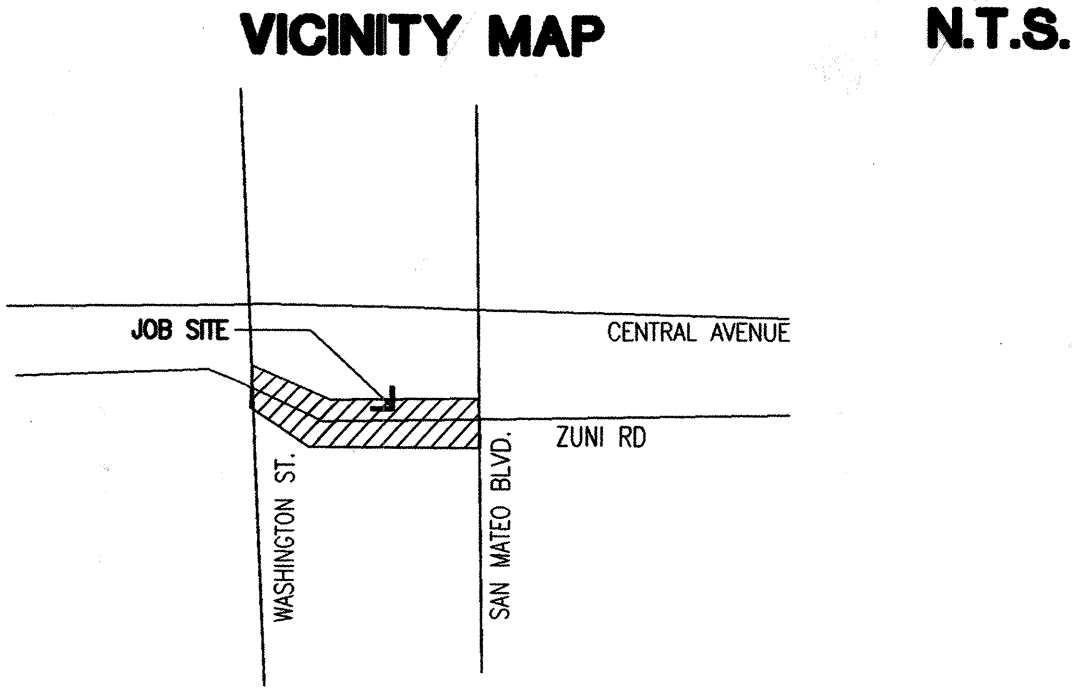 VICINITY MAP
N.T.S.
JOB SITE
CENTRAL AVENUE
ZUNI RD
WASHINGTON ST.
SAN MATEO BLVD.